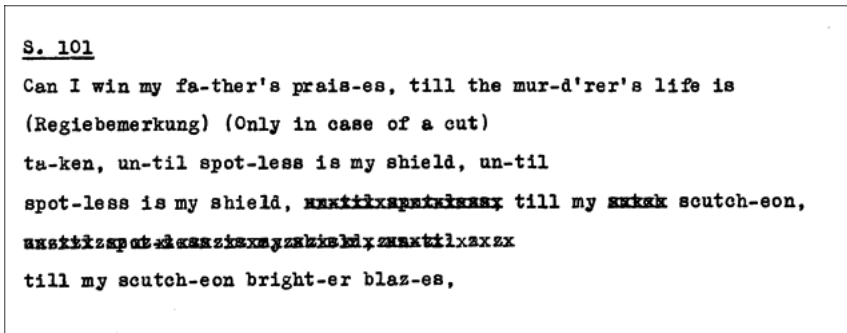 S. 101
Can I win my fa-ther's prais-es, till the mur-d'rer's life is
(Regiebemerkung) (Only in case of a cut)
ta-ken, un-til spot-less is my shield, un-til
spot-less is my shield, till my scutch-eon,
till my scutch-eon bright-er blaz-es,